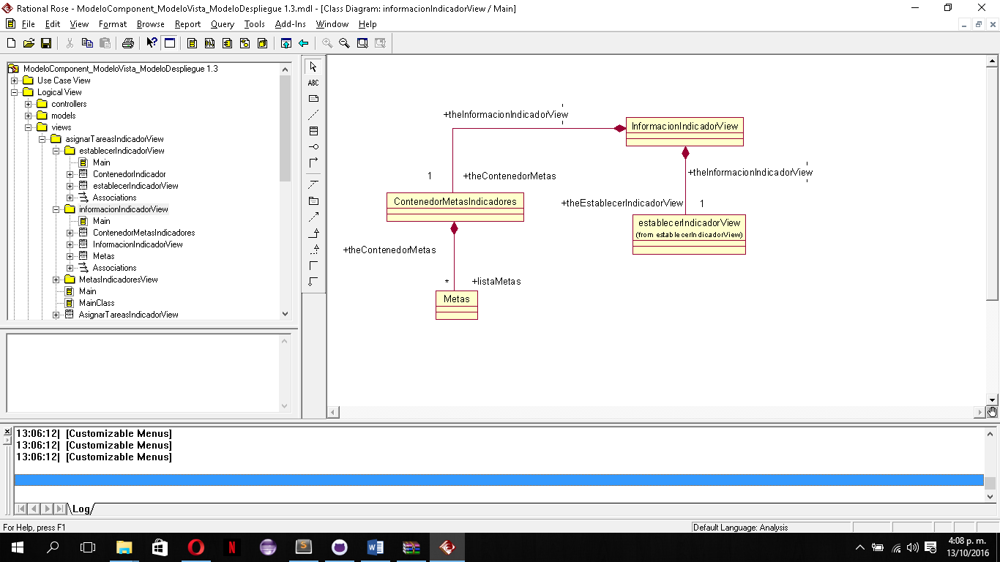 Rational Rose - ModeloComponent_ModeloVista_ModeloDespliegue 1.3.mdl - [Class Diagram: informacionIndicadorView / Main]
File Edit View Format Browse Report Query Tools Add-Ins Window Help
ModeloComponent_ModeloVista_ModeloDespliegue 1.3
Use Case View
Logical View
controllers
models
views
asignarTareasIndicadorView
establecerIndicadorView
Main
ContenedorIndicador
establecerIndicadorView
Associations
informacionIndicadorView
Main
ContenedorMetasIndicadores
InformacionIndicadorView
Metas
Associations
MetasIndicadoresView
Main
MainClass
AsignarTareasIndicadorView
ABC
+theInformacionIndicadorView
InformacionIndicadorView
1 +theContenedorMetas
+theInformacionIndicadorView
ContenedorMetasIndicadores
+theEstablecerIndicadorView 1
establecerIndicadorView
(from establecerIndicadorView)
+theContenedorMetas
* +listaMetas
Metas
13:06:12| [Customizable Menus]
13:06:12| [Customizable Menus]
13:06:12| [Customizable Menus]
Log
For Help, press F1
Default Language: Analysis
4:08 p. m.
13/10/2016